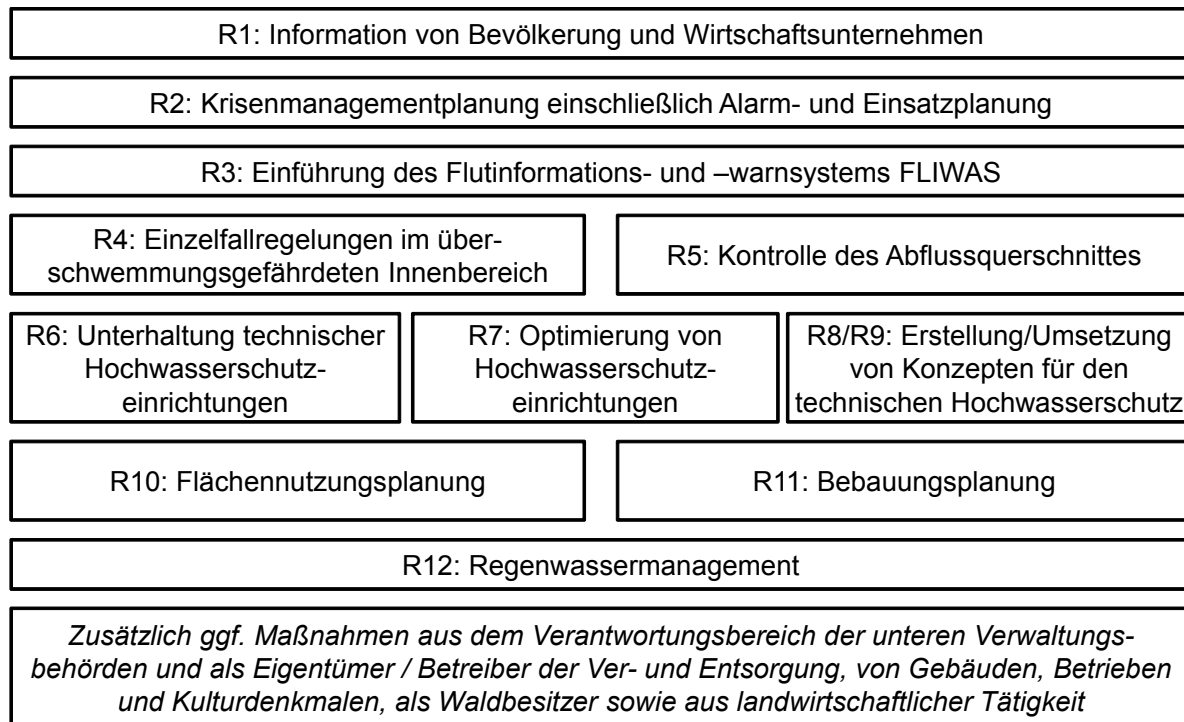 R1: Information von Bevölkerung und Wirtschaftsunternehmen
R2: Krisenmanagementplanung einschließlich Alarm- und Einsatzplanung
R3: Einführung des Flutinformations- und –warnsystems FLIWAS
R4: Einzelfallregelungen im über-
schwemmungsgefährdeten Innenbereich
R5: Kontrolle des Abflussquerschnittes
R6: Unterhaltung technischer
Hochwasserschutz-
einrichtungen
R7: Optimierung von
Hochwasserschutz-
einrichtungen
R8/R9: Erstellung/Umsetzung
von Konzepten für den
technischen Hochwasserschutz
R10: Flächennutzungsplanung
R11: Bebauungsplanung
R12: Regenwassermanagement
Zusätzlich ggf. Maßnahmen aus dem Verantwortungsbereich der unteren Verwaltungs-
behörden und als Eigentümer / Betreiber der Ver- und Entsorgung, von Gebäuden, Betrieben
und Kulturdenkmalen, als Waldbesitzer sowie aus landwirtschaftlicher Tätigkeit